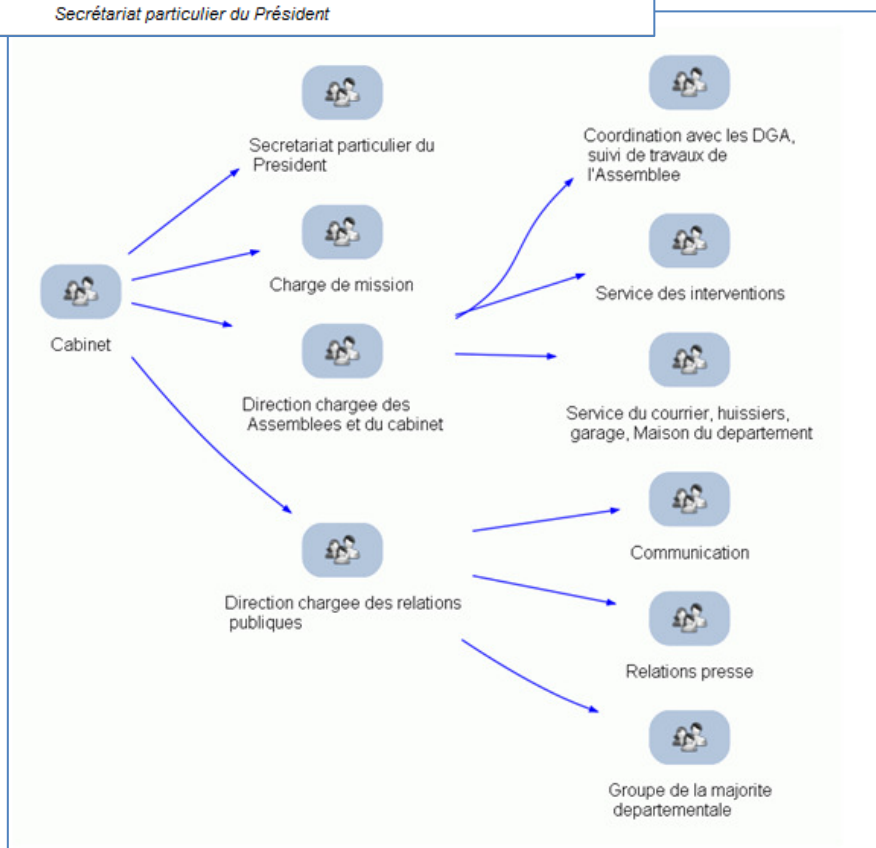 Secrétariat particulier du Président
Secretariat particulier du
President
Charge de mission
Cabinet
Direction chargee des
Assemblees et du cabinet
Direction chargee des relations
publiques
Coordination avec les DGA,
suivi de travaux de
l'Assemblee
Service des interventions
Service du courrier, huissiers,
garage, Maison du departement
Communication
Relations presse
Groupe de la majorite
departementale